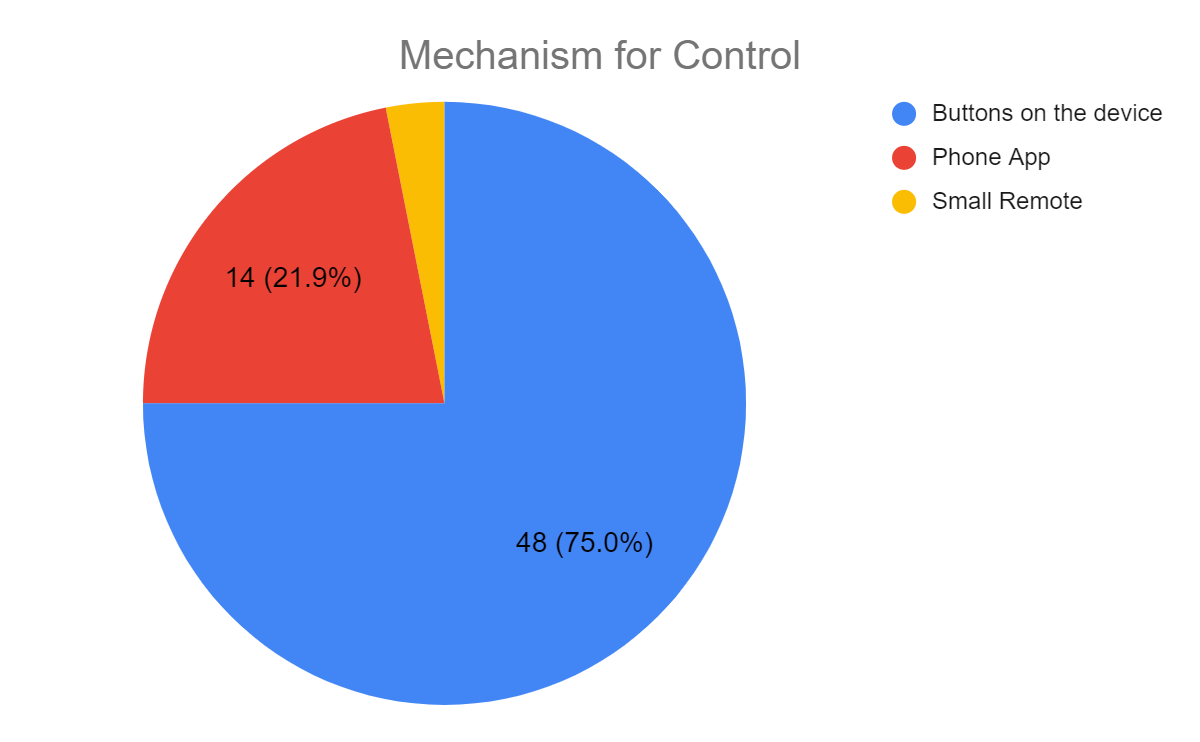 Mechanism for Control
Buttons on the device
Phone App
Small Remote
14 (21.9%)
48 (75.0%)